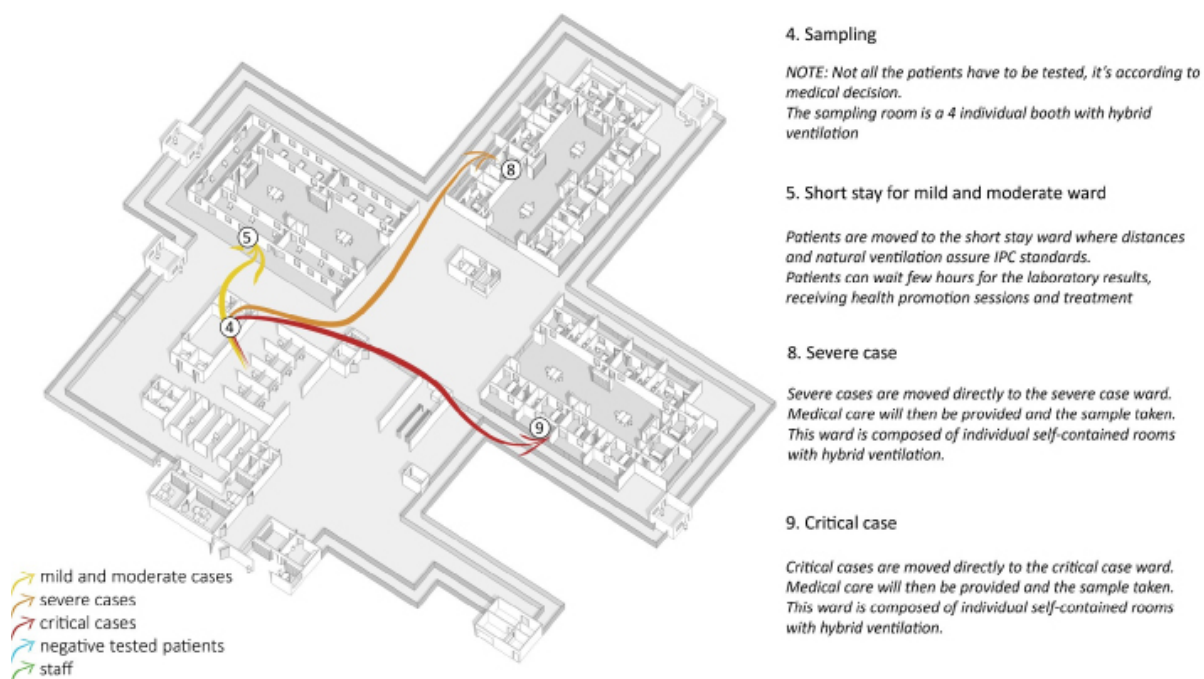 4. Sampling
NOTE: Not all the patients have to be tested, it's according to
medical decision.
The sampling room is a 4 individual booth with hybrid
ventilation
5. Short stay for mild and moderate ward
Patients are moved to the short stay ward where distances
and natural ventilation assure IPC standards.
Patients can wait few hours for the laboratory results,
receiving health promotion sessions and treatment
8. Severe case
Severe cases are moved directly to the severe case ward.
Medical care will then be provided and the sample taken.
This ward is composed of individual self-contained rooms
with hybrid ventilation.
9. Critical case
Critical cases are moved directly to the critical case ward.
Medical care will then be provided and the sample taken.
This ward is composed of individual self-contained rooms
with hybrid ventilation.
8
5
4
9
mild and moderate cases
severe cases
critical cases
negative tested patients
staff